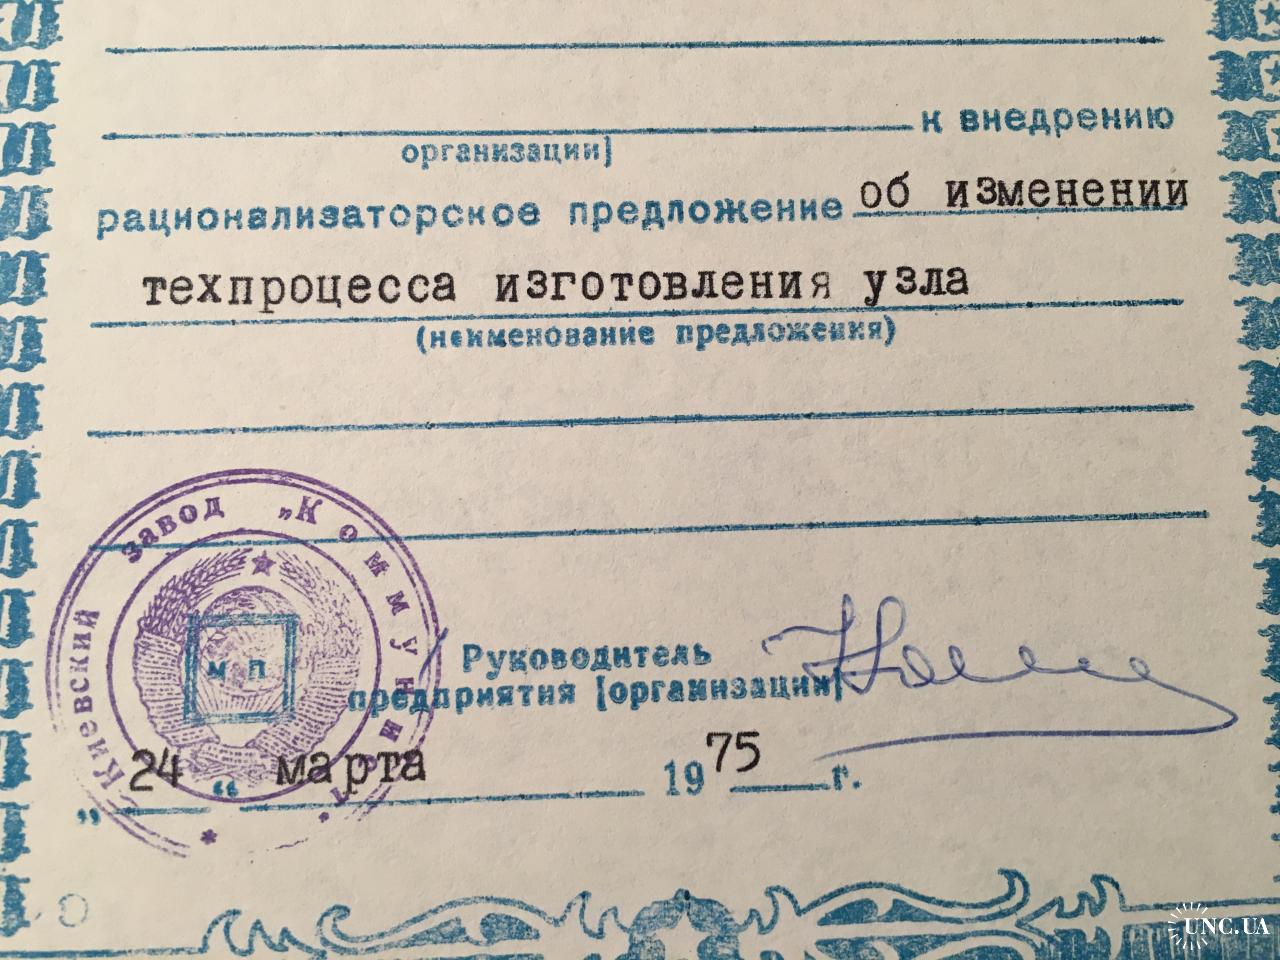 к внедрению
организации)
рационализаторское предложение об изменении
техпроцесса изготовления узла
(наименование предложения)
Киевский завод „Коммунист"
м п
Руководитель
предприятия (организации)
„ 24 “ марта 1975 г.
UNC.UA